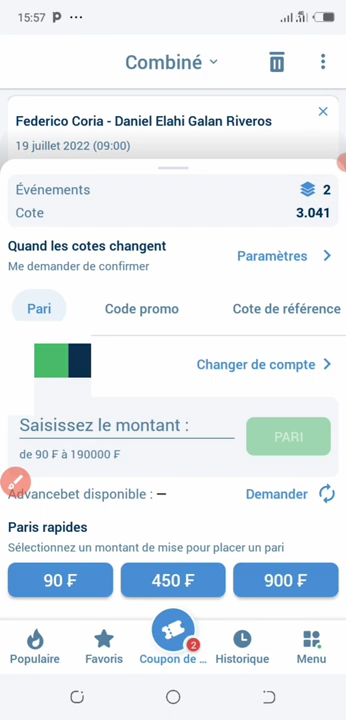 15:57
Combiné
Federico Coria - Daniel Elahi Galan Riveros
19 juillet 2022 (09:00)
Événements 2
Cote 3.041
Quand les cotes changent
Me demander de confirmer
Paramètres
Pari Code promo Cote de référence
Changer de compte
Saisissez le montant :
PARI
de 90 ₣ à 190000 ₣
Advancebet disponible : —
Demander
Paris rapides
Sélectionnez un montant de mise pour placer un pari
90 ₣ 450 ₣ 900 ₣
2
Populaire Favoris Coupon de ... Historique Menu